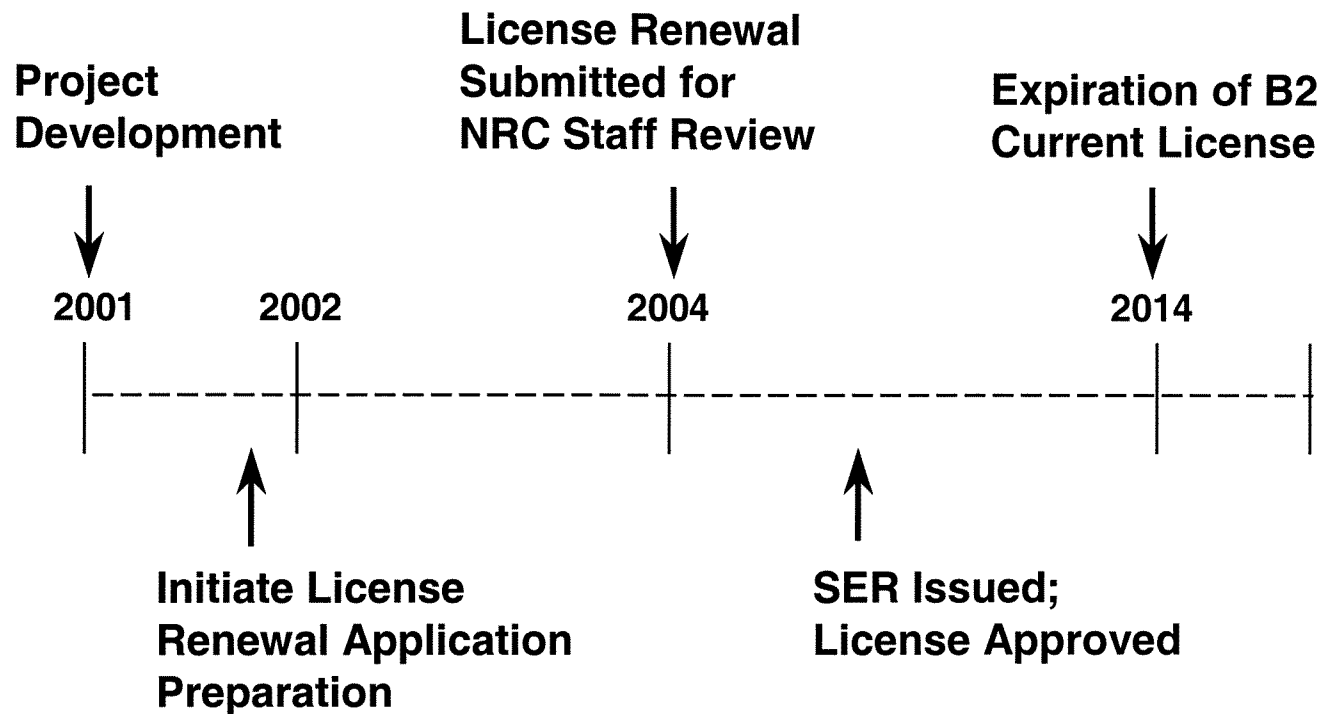 Project
Development
License Renewal
Submitted for
NRC Staff Review
Expiration of B2
Current License
2001
2002
2004
2014
Initiate License
Renewal Application
Preparation
SER Issued;
License Approved